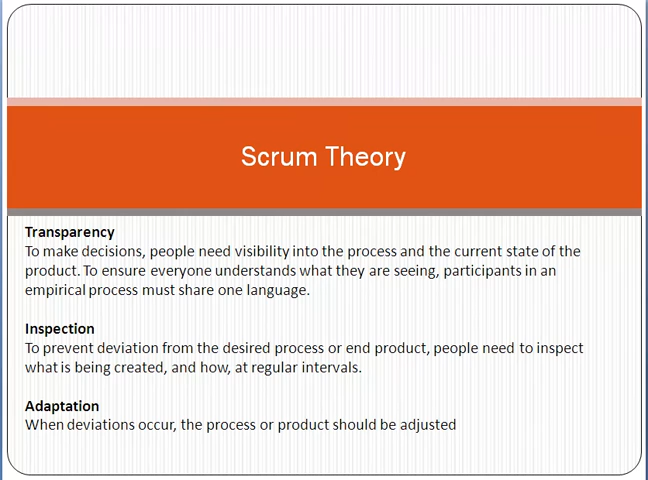 Scrum Theory
Transparency
To make decisions, people need visibility into the process and the current state of the
product. To ensure everyone understands what they are seeing, participants in an
empirical process must share one language.
Inspection
To prevent deviation from the desired process or end product, people need to inspect
what is being created, and how, at regular intervals.
Adaptation
When deviations occur, the process or product should be adjusted